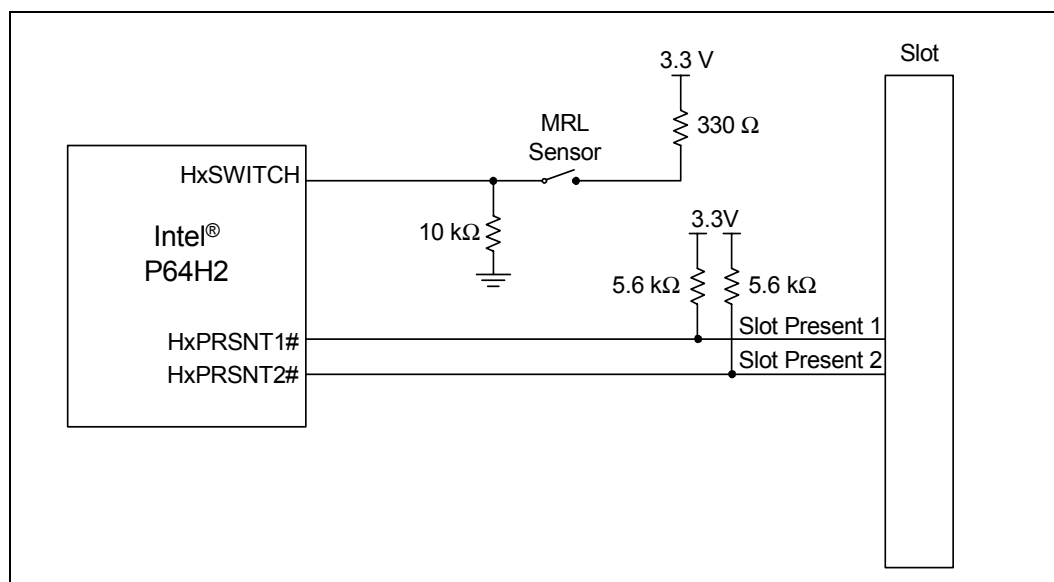 Slot
3.3 V
330 Ω
MRL
Sensor
HxSWITCH
10 kΩ
Intel®
P64H2
3.3V
5.6 kΩ
5.6 kΩ
HxPRSNT1#
Slot Present 1
HxPRSNT2#
Slot Present 2